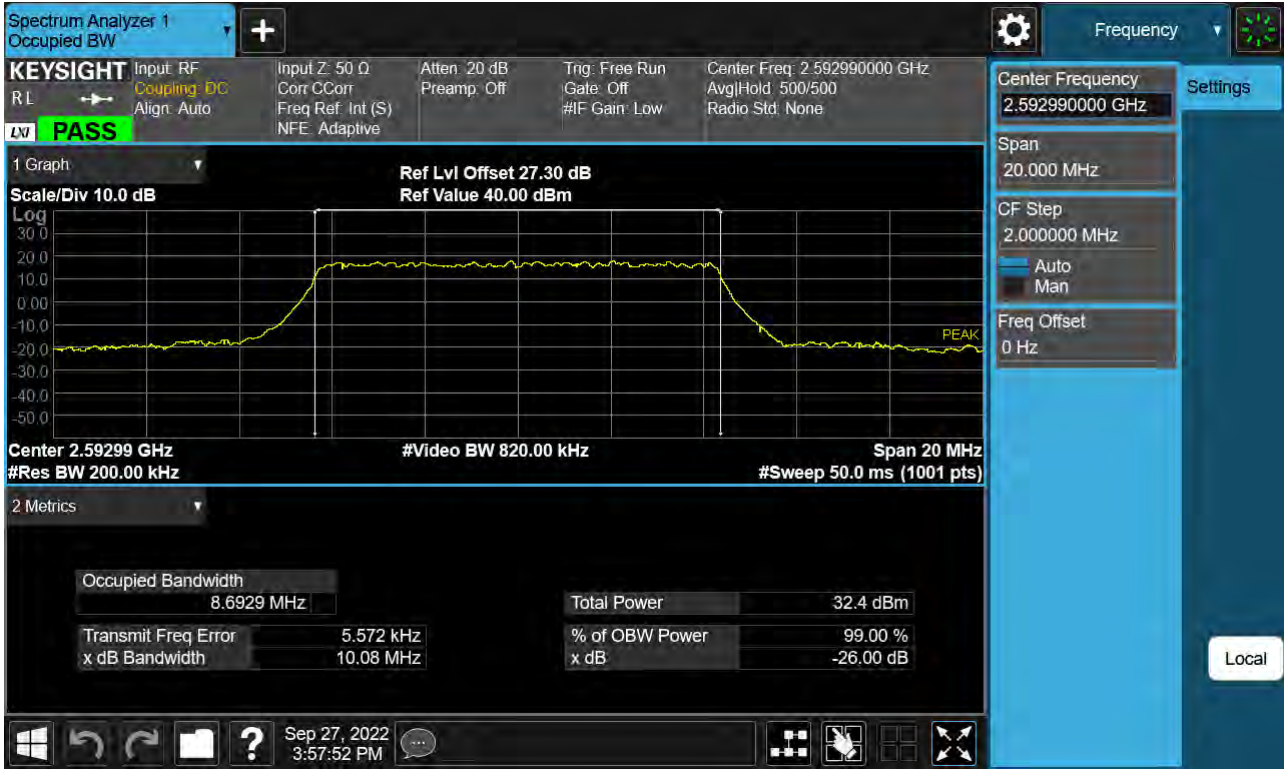 Spectrum Analyzer 1
Occupied BW
+
Frequency
KEYSIGHT
RL
LXI
PASS
Input: RF
Coupling: DC
Align: Auto
Input Z: 50 Ω
Corr CCorr
Freq Ref: Int (S)
NFE: Adaptive
Atten: 20 dB
Preamp: Off
Trig: Free Run
Gate: Off
#IF Gain: Low
Center Freq: 2.592990000 GHz
Avg|Hold: 500/500
Radio Std: None
Center Frequency
2.592990000 GHz
Settings
Span
20.000 MHz
CF Step
2.000000 MHz
Auto
Man
Freq Offset
0 Hz
Local
1 Graph
Scale/Div 10.0 dB
Ref Lvl Offset 27.30 dB
Ref Value 40.00 dBm
Log
30.0
20.0
10.0
0.00
-10.0
-20.0
-30.0
-40.0
-50.0
PEAK
Center 2.59299 GHz
#Video BW 820.00 kHz
Span 20 MHz
#Res BW 200.00 kHz
#Sweep 50.0 ms (1001 pts)
2 Metrics
Occupied Bandwidth
8.6929 MHz
Transmit Freq Error 5.572 kHz
x dB Bandwidth 10.08 MHz
Total Power 32.4 dBm
% of OBW Power 99.00 %
x dB -26.00 dB
?
Sep 27, 2022
3:57:52 PM